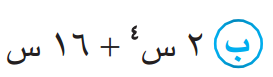 ب ٢ س٤ + ١٦ س